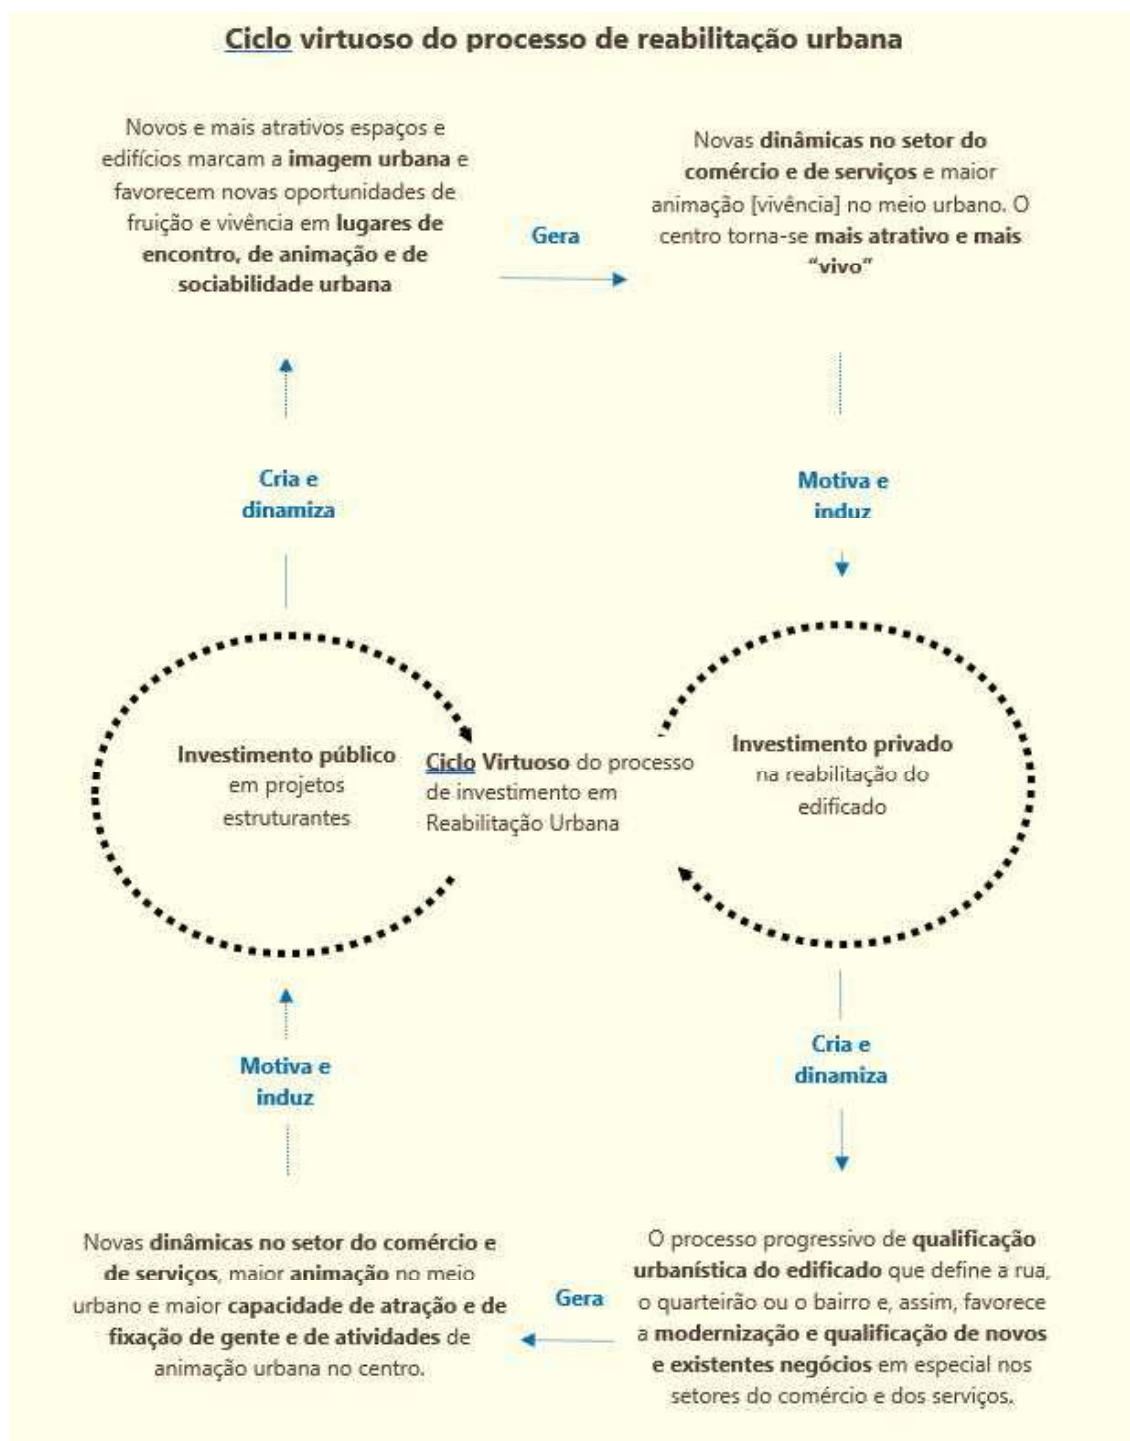 Ciclo virtuoso do processo de reabilitação urbana
Novos e mais atrativos espaços e
edifícios marcam a imagem urbana e
favorecem novas oportunidades de
fruição e vivência em lugares de
encontro, de animação e de
sociabilidade urbana
Gera
Novas dinâmicas no setor do
comércio e de serviços e maior
animação [vivência] no meio urbano. O
centro torna-se mais atrativo e mais
“vivo”
Cria e
dinamiza
Motiva e
induz
Investimento público
em projetos
estruturantes
Ciclo Virtuoso do processo
de investimento em
Reabilitação Urbana
Investimento privado
na reabilitação do
edificado
Motiva e
induz
Cria e
dinamiza
Novas dinâmicas no setor do comércio e
de serviços, maior animação no meio
urbano e maior capacidade de atração e de
fixação de gente e de atividades de
animação urbana no centro.
Gera
O processo progressivo de qualificação
urbanística do edificado que define a rua,
o quarteirão ou o bairro e, assim, favorece
a modernização e qualificação de novos
e existentes negócios em especial nos
setores do comércio e dos serviços.